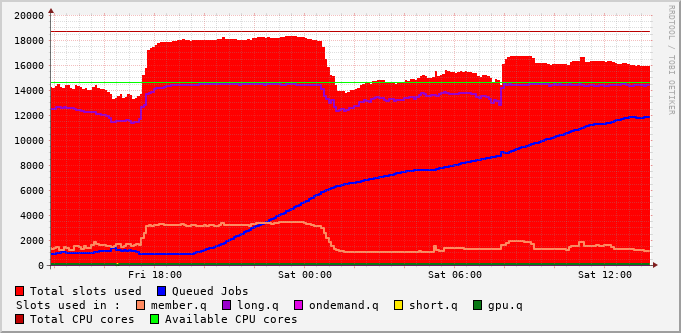 20000
18000
16000
14000
12000
10000
8000
6000
4000
2000
0
Fri 18:00 Sat 00:00 Sat 06:00 Sat 12:00
Total slots used Queued Jobs
Slots used in : member.q long.q ondemand.q short.q gpu.q
Total CPU cores Available CPU cores
RRDTOOL / TOBI OETIKER